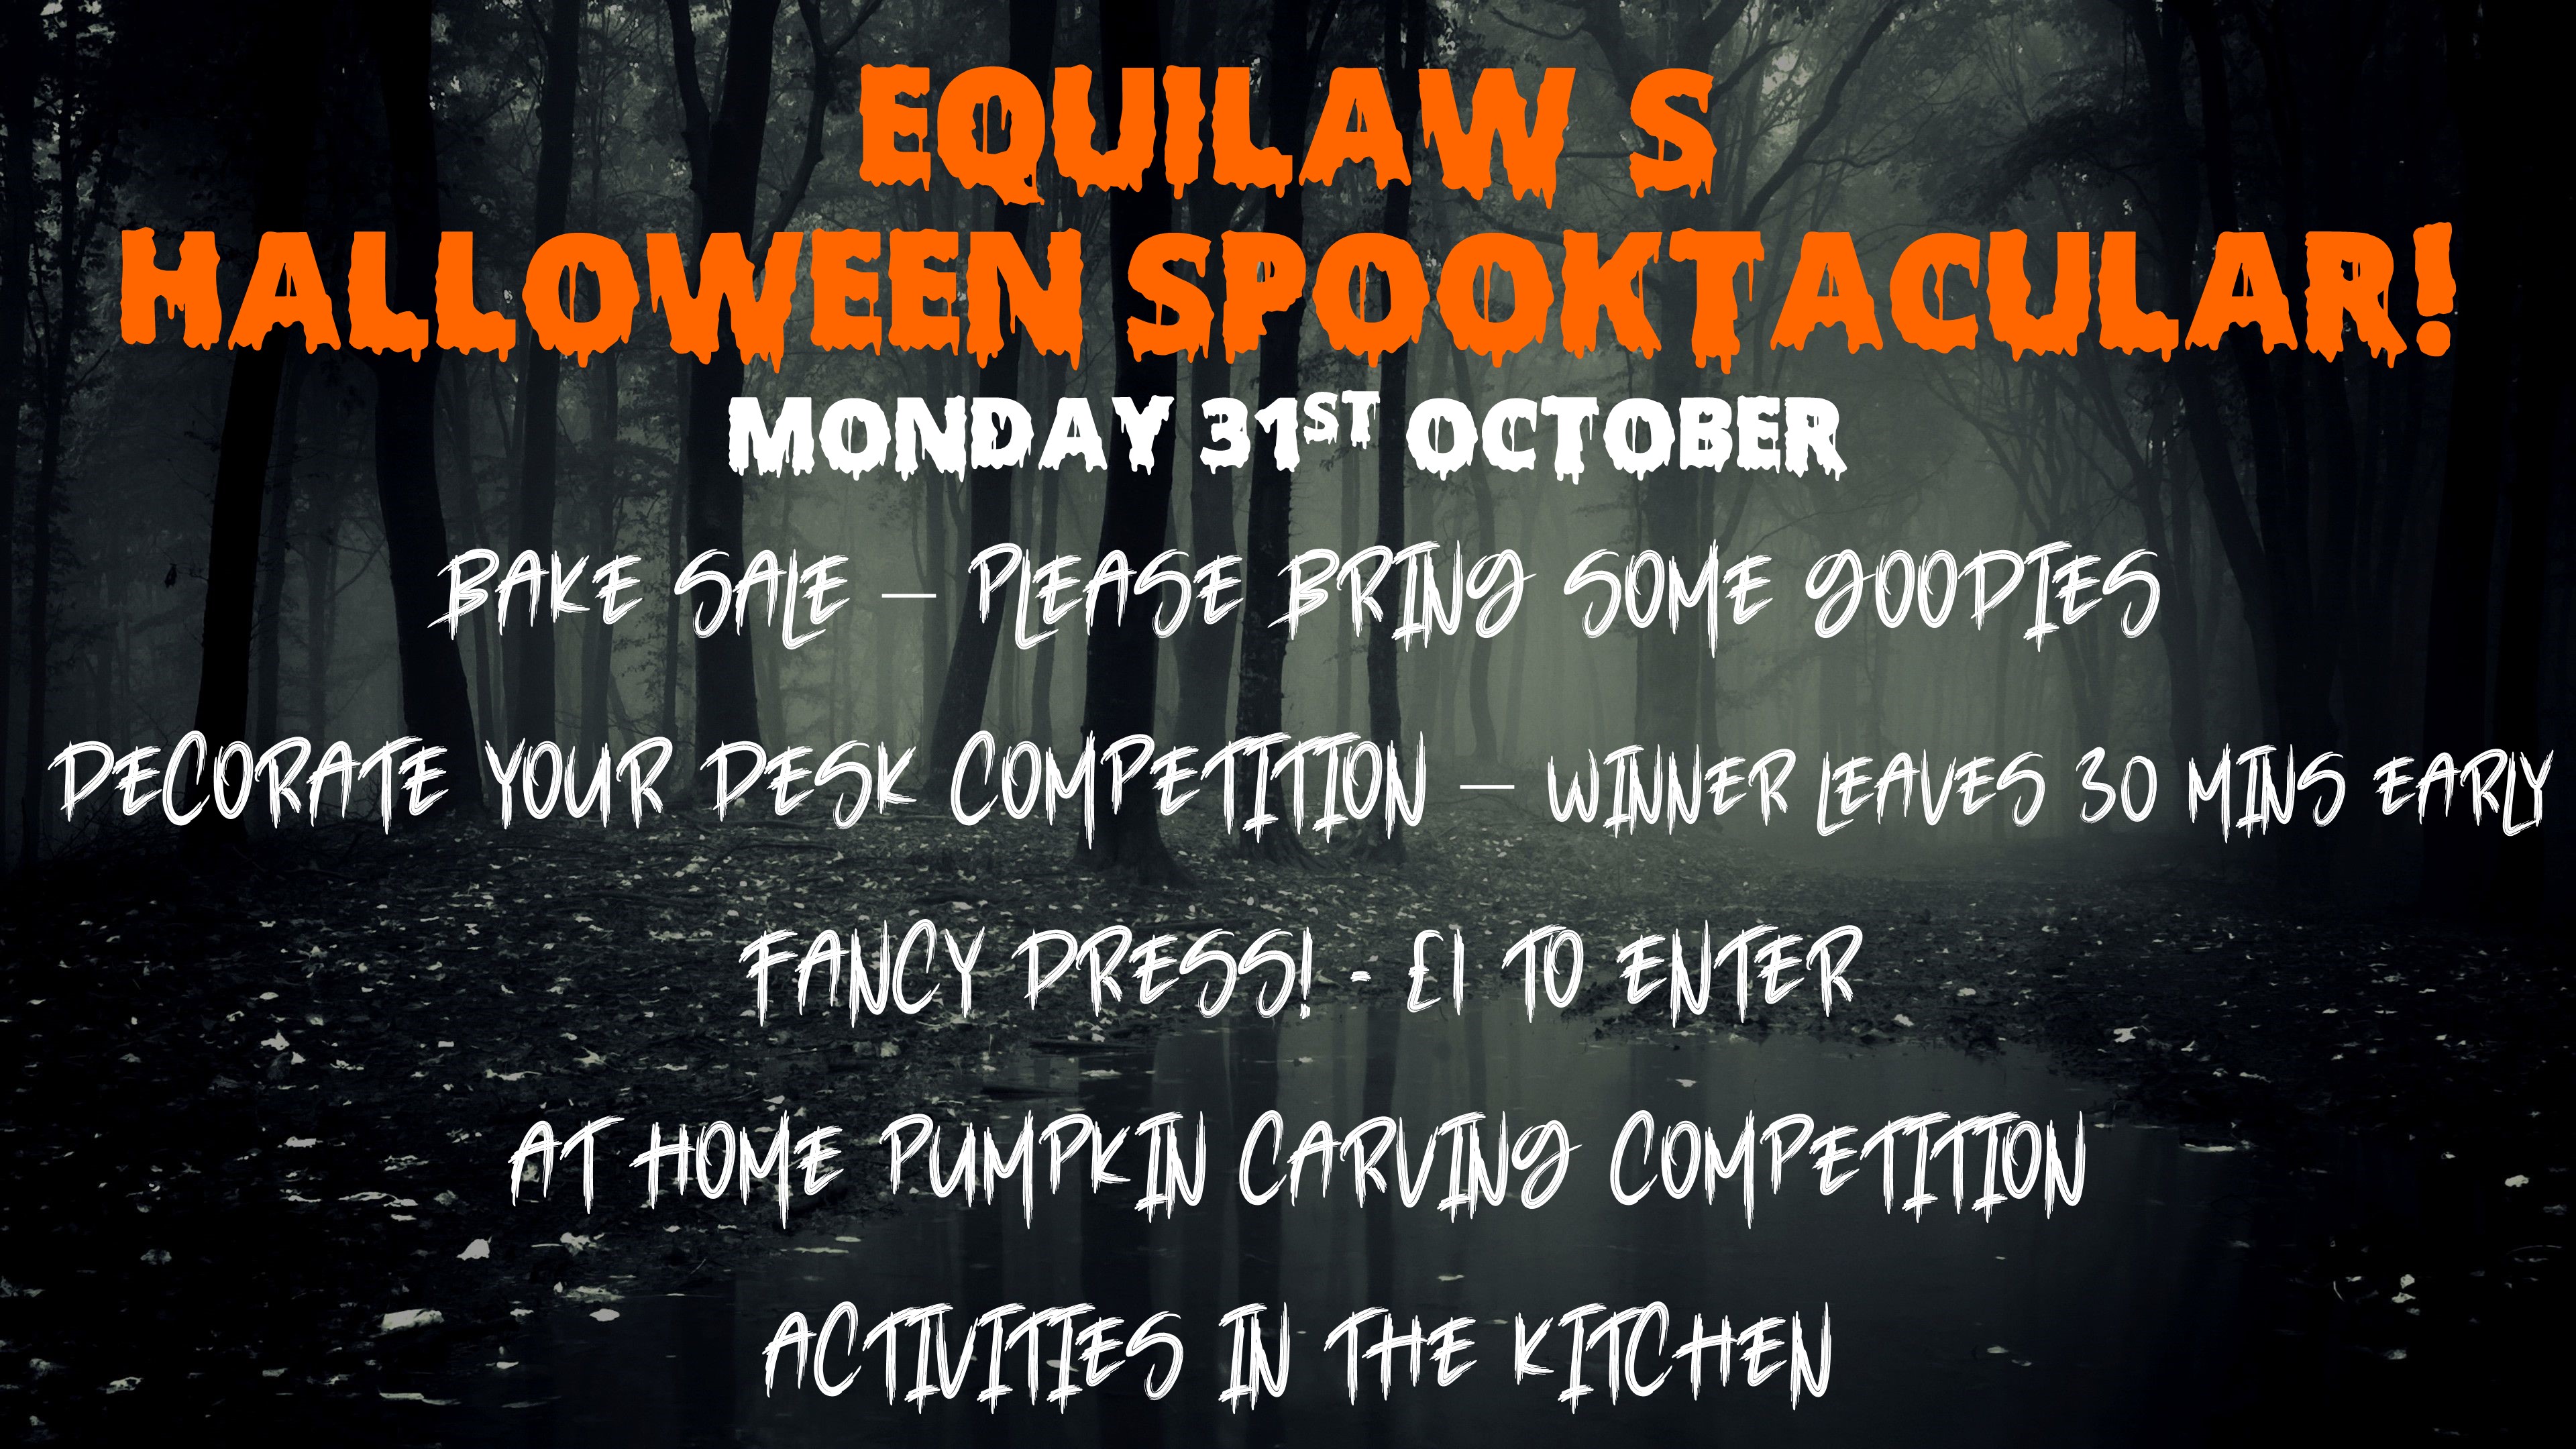 EQUILAW S
HALLOWEEN SPOOKTACULAR!
MONDAY 31ST OCTOBER
BAKE SALE – PLEASE BRING SOME GOODIES
DECORATE YOUR DESK COMPETITION – WINNER LEAVES 30 MINS EARLY
FANCY DRESS! - £1 TO ENTER
AT HOME PUMPKIN CARVING COMPETITION
ACTIVITIES IN THE KITCHEN